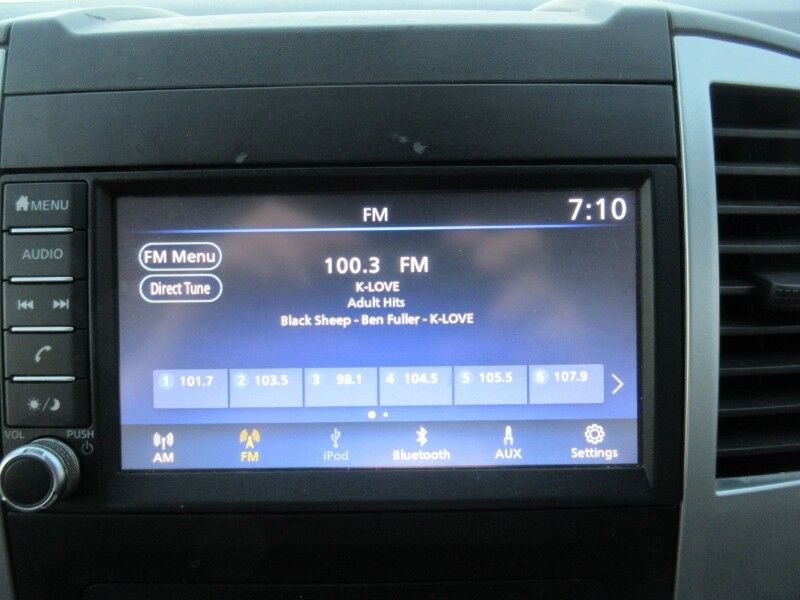 FM
7:10
MENU
AUDIO
VOL
PUSH
FM Menu
Direct Tune
100.3 FM
K-LOVE
Adult Hits
Black Sheep - Ben Fuller - K-LOVE
1 101.7 2 103.5 3 98.1 4 104.5 5 105.5 6 107.9
AM FM iPod Bluetooth AUX Settings